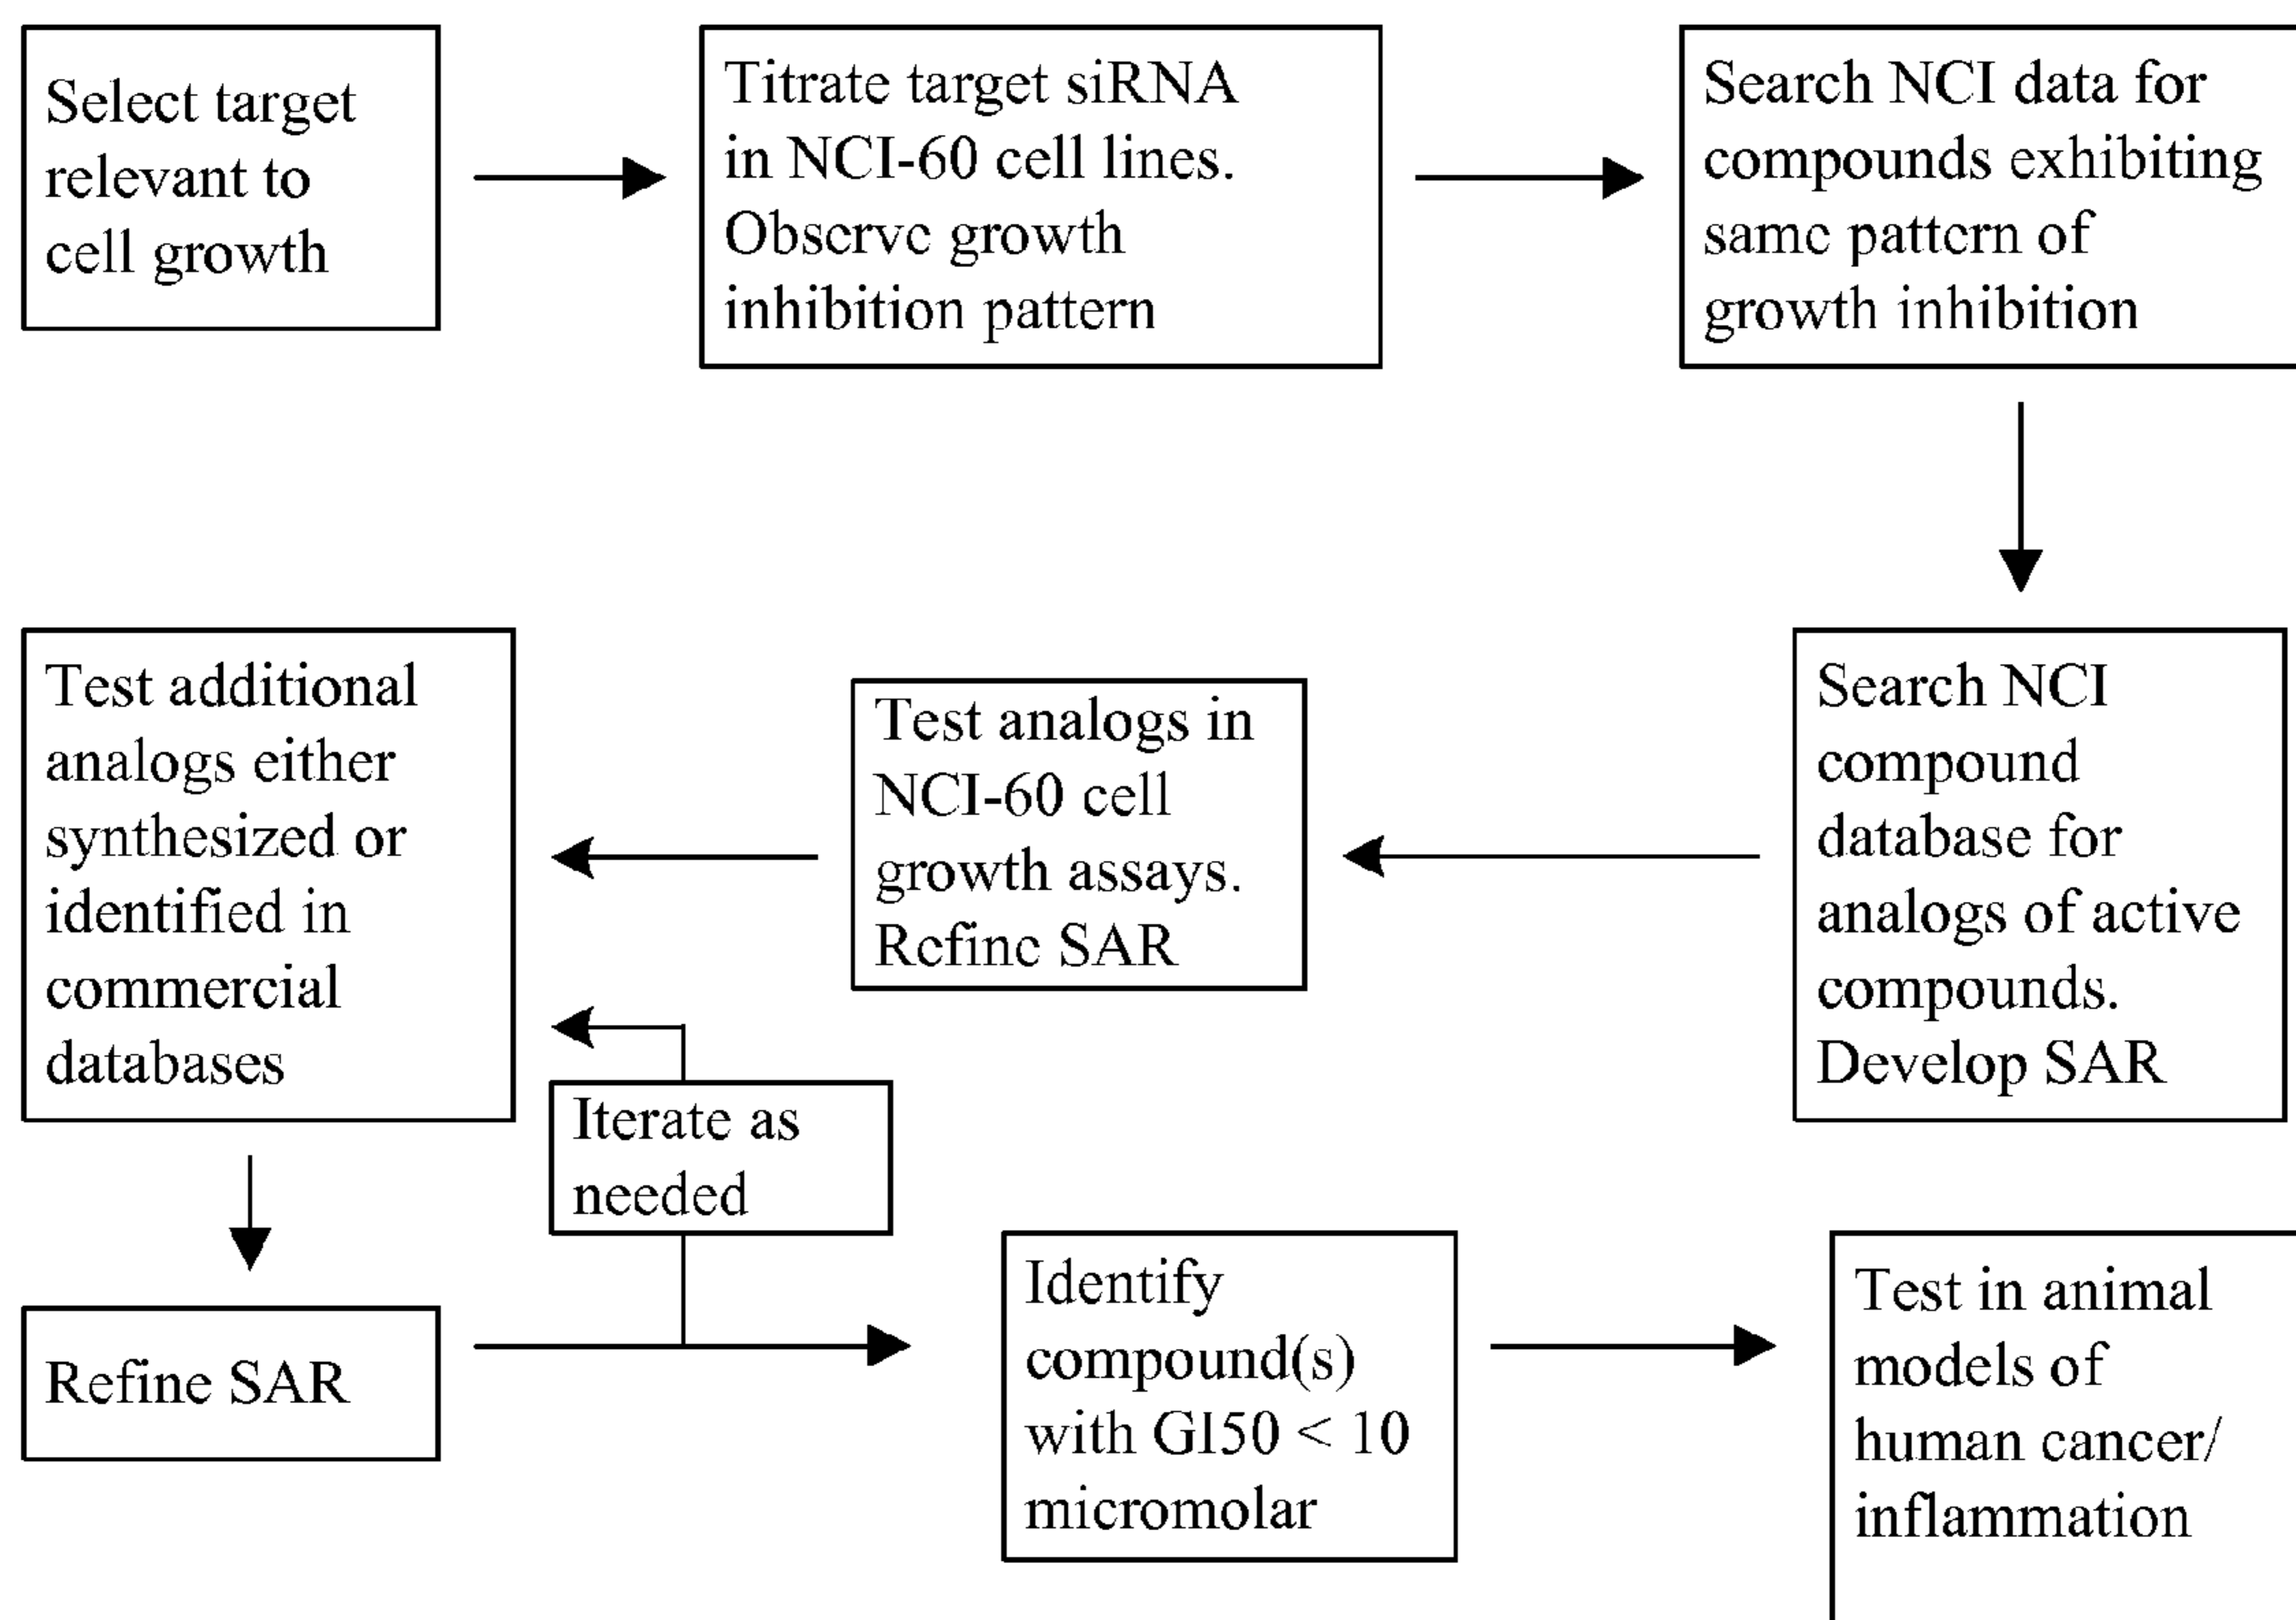 Select target
relevant to
cell growth
Titrate target siRNA
in NCI-60 cell lines.
Observe growth
inhibition pattern
Search NCI data for
compounds exhibiting
same pattern of
growth inhibition
Search NCI
compound
database for
analogs of active
compounds.
Develop SAR
Test analogs in
NCI-60 cell
growth assays.
Refine SAR
Test additional
analogs either
synthesized or
identified in
commercial
databases
Refine SAR
Iterate as
needed
Identify
compound(s)
with GI50 < 10
micromolar
Test in animal
models of
human cancer/
inflammation